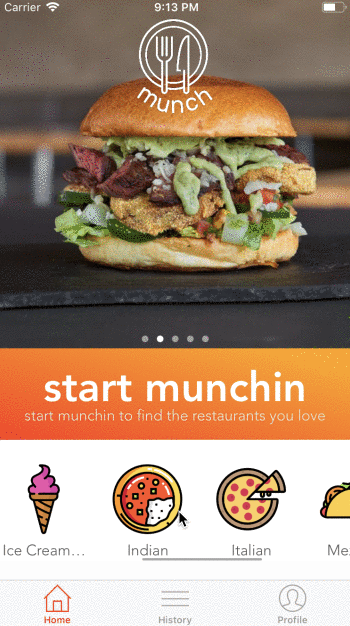 Carrier 9:13 PM
munch
start munchin
start munchin to find the restaurants you love
Ice Cream… Indian Italian Me
Home History Profile